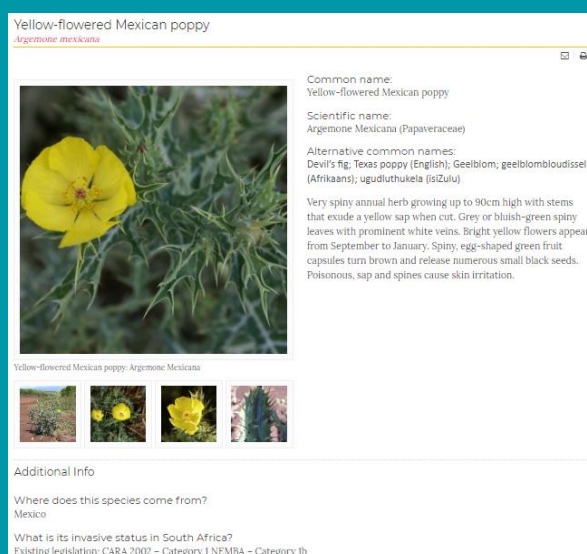 Yellow-flowered Mexican poppy
Argemone mexicana
Common name:
Yellow-flowered Mexican poppy
Scientific name:
Argemone Mexicana (Papaveraceae)
Alternative common names:
Devil's fig; Texas poppy (English); Geelblom; geelblombloudissel
(Afrikaans); ugudluthukela (isiZulu)
Very spiny annual herb growing up to 90cm high with stems
that exude a yellow sap when cut. Grey or bluish-green spiny
leaves with prominent white veins. Bright yellow flowers appear
from September to January. Spiny, egg-shaped green fruit
capsules turn brown and release numerous small black seeds.
Poisonous, sap and spines cause skin irritation.
Yellow-flowered Mexican poppy: Argemone Mexicana
Additional Info
Where does this species come from?
Mexico
What is its invasive status in South Africa?
Existing legislation: CARA 2002 – Category 1 NEMBA – Category 1b